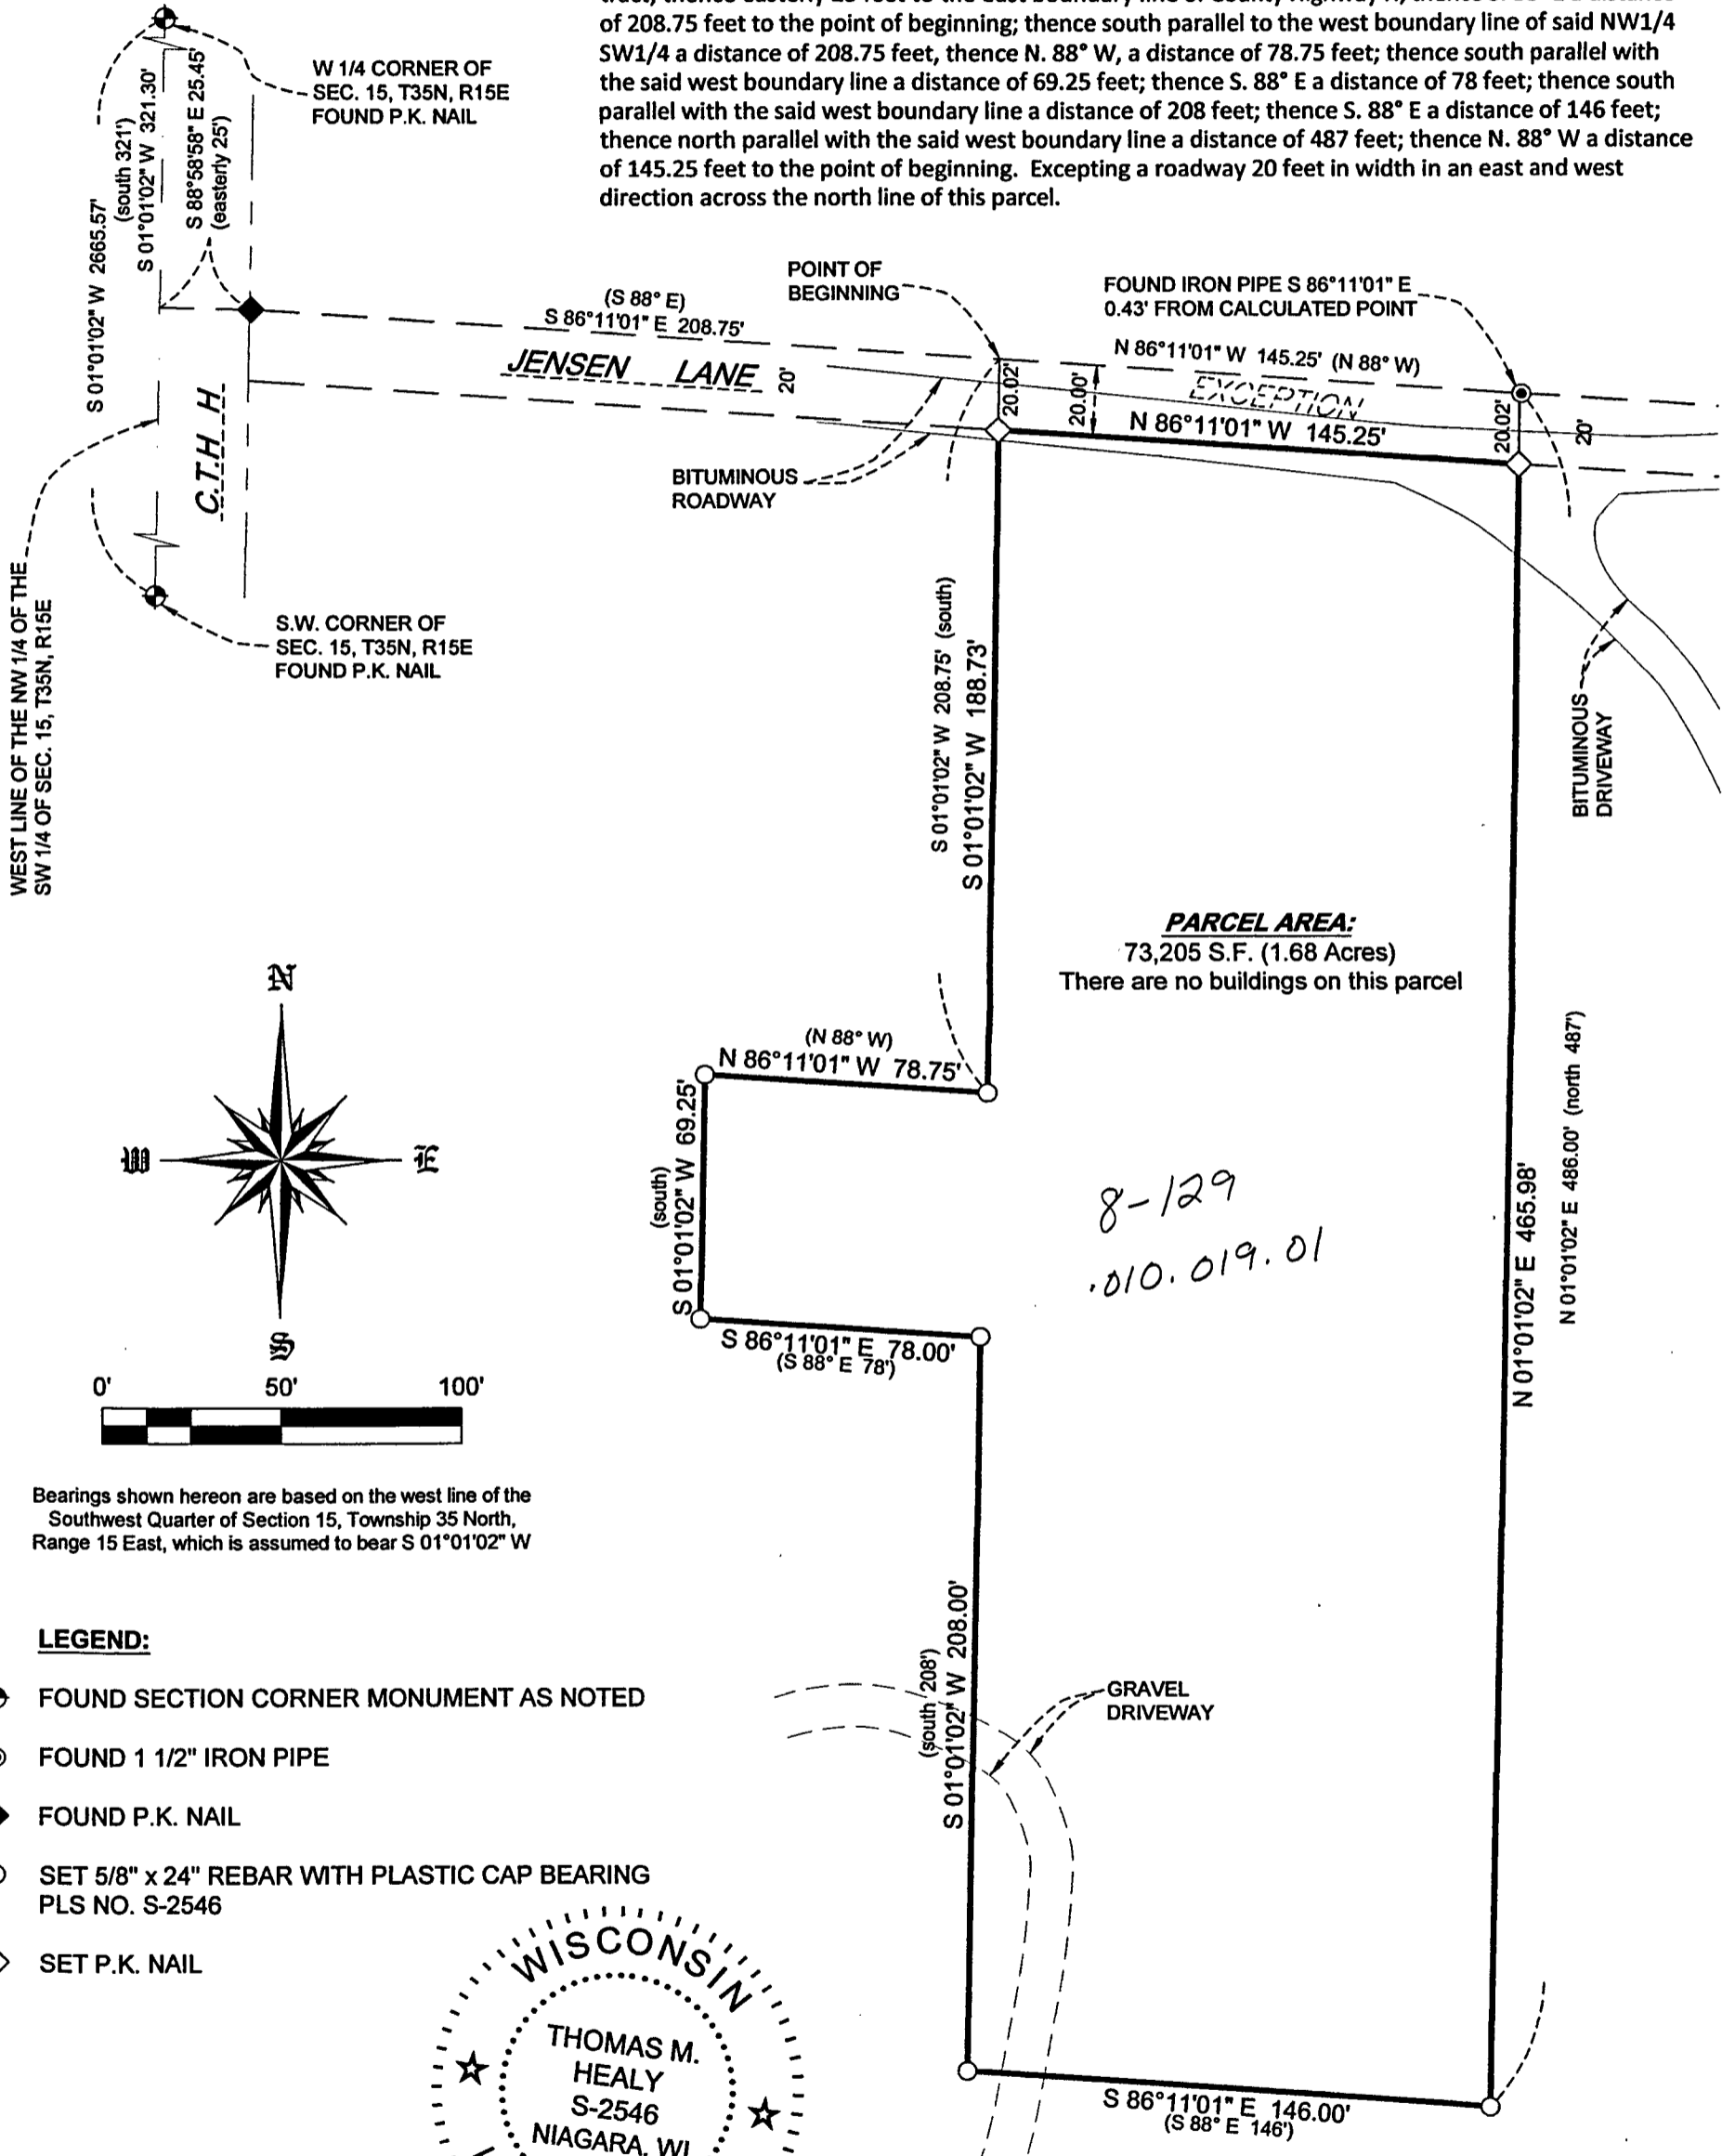 of 208.75 feet to the point of beginning; thence south parallel to the west boundary line of said NW1/4
SW1/4 a distance of 208.75 feet, thence N. 88° W, a distance of 78.75 feet; thence south parallel with
the said west boundary line a distance of 69.25 feet; thence S. 88° E a distance of 78 feet; thence south
parallel with the said west boundary line a distance of 208 feet; thence S. 88° E a distance of 146 feet;
thence north parallel with the said west boundary line a distance of 487 feet; thence N. 88° W a distance
of 145.25 feet to the point of beginning. Excepting a roadway 20 feet in width in an east and west
direction across the north line of this parcel.
W 1/4 CORNER OF
SEC. 15, T35N, R15E
FOUND P.K. NAIL
S 01°01'02" W 2665.57'
(south 321')
S 01°01'02" W 321.30'
S 88°58'58" E 25.45'
(easterly 25')
POINT OF
BEGINNING
FOUND IRON PIPE S 86°11'01" E
0.43' FROM CALCULATED POINT
(S 88° E)
S 86°11'01" E 208.75'
N 86°11'01" W 145.25' (N 88° W)
JENSEN LANE 20'
20.02'
20.00'
EXCEPTION
N 86°11'01" W 145.25'
20.02'
20'
C.T.H. H
BITUMINOUS
ROADWAY
WEST LINE OF THE NW 1/4 OF THE
SW 1/4 OF SEC. 15, T35N, R15E
S.W. CORNER OF
SEC. 15, T35N, R15E
FOUND P.K. NAIL
S 01°01'02" W 208.75' (south)
S 01°01'02" W 188.73'
BITUMINOUS
DRIVEWAY
PARCEL AREA:
73,205 S.F. (1.68 Acres)
There are no buildings on this parcel
N
W
E
S
(N 88° W)
N 86°11'01" W 78.75'
(south)
S 01°01'02" W 69.25'
8-129
.010.019.01
N 01°01'02" E 465.98'
N 01°01'02" E 486.00' (north 487')
S 86°11'01" E 78.00'
(S 88° E 78')
0' 50' 100'
Bearings shown hereon are based on the west line of the
Southwest Quarter of Section 15, Township 35 North,
Range 15 East, which is assumed to bear S 01°01'02" W
LEGEND:
FOUND SECTION CORNER MONUMENT AS NOTED
FOUND 1 1/2" IRON PIPE
FOUND P.K. NAIL
SET 5/8" x 24" REBAR WITH PLASTIC CAP BEARING
PLS NO. S-2546
SET P.K. NAIL
(south 208')
S 01°01'02" W 208.00'
GRAVEL
DRIVEWAY
WISCONSIN
THOMAS M.
HEALY
S-2546
NIAGARA, WI
S 86°11'01" E 146.00'
(S 88° E 146')